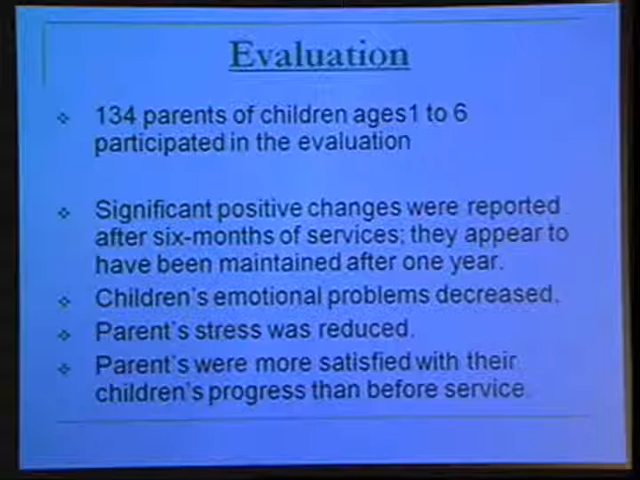 Evaluation
134 parents of children ages1 to 6
participated in the evaluation
Significant positive changes were reported
after six-months of services; they appear to
have been maintained after one year.
Children's emotional problems decreased.
Parent's stress was reduced.
Parent's were more satisfied with their
children's progress than before service.